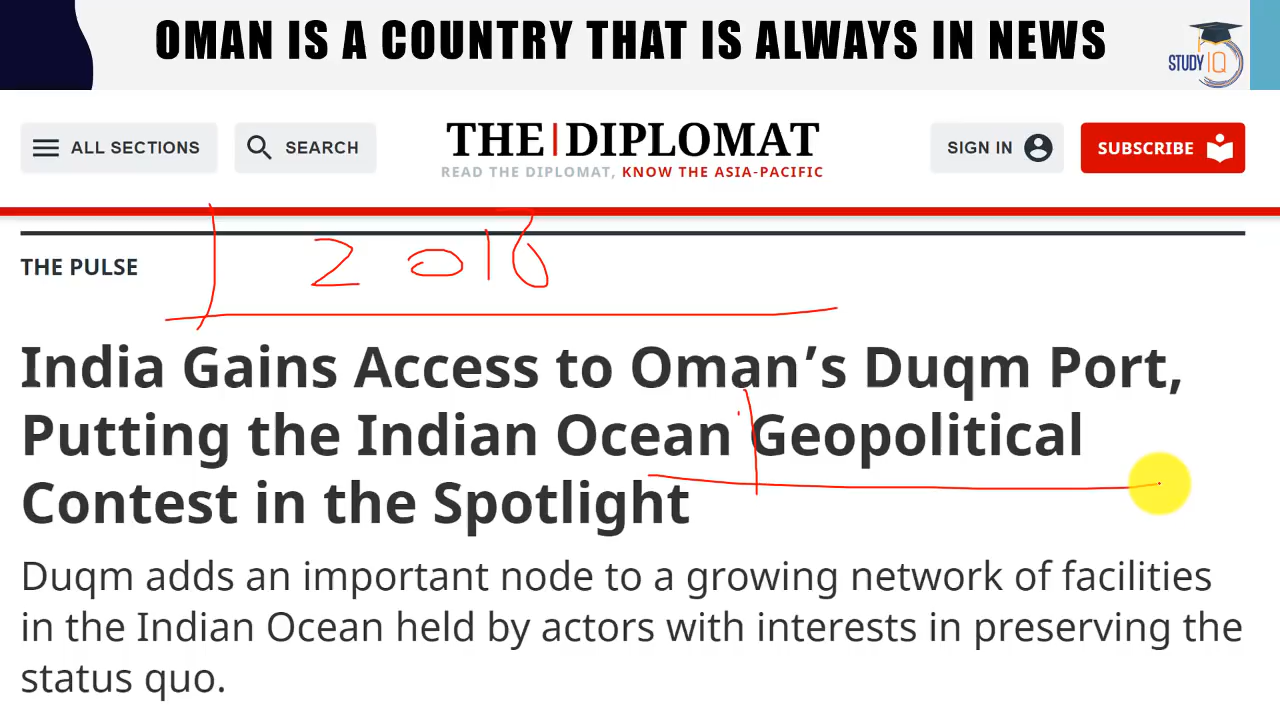 OMAN IS A COUNTRY THAT IS ALWAYS IN NEWS
STUDY IQ
ALL SECTIONS
SEARCH
THE DIPLOMAT
READ THE DIPLOMAT, KNOW THE ASIA-PACIFIC
SIGN IN
SUBSCRIBE
THE PULSE
2018
India Gains Access to Oman’s Duqm Port,
Putting the Indian Ocean Geopolitical
Contest in the Spotlight
Duqm adds an important node to a growing network of facilities
in the Indian Ocean held by actors with interests in preserving the
status quo.